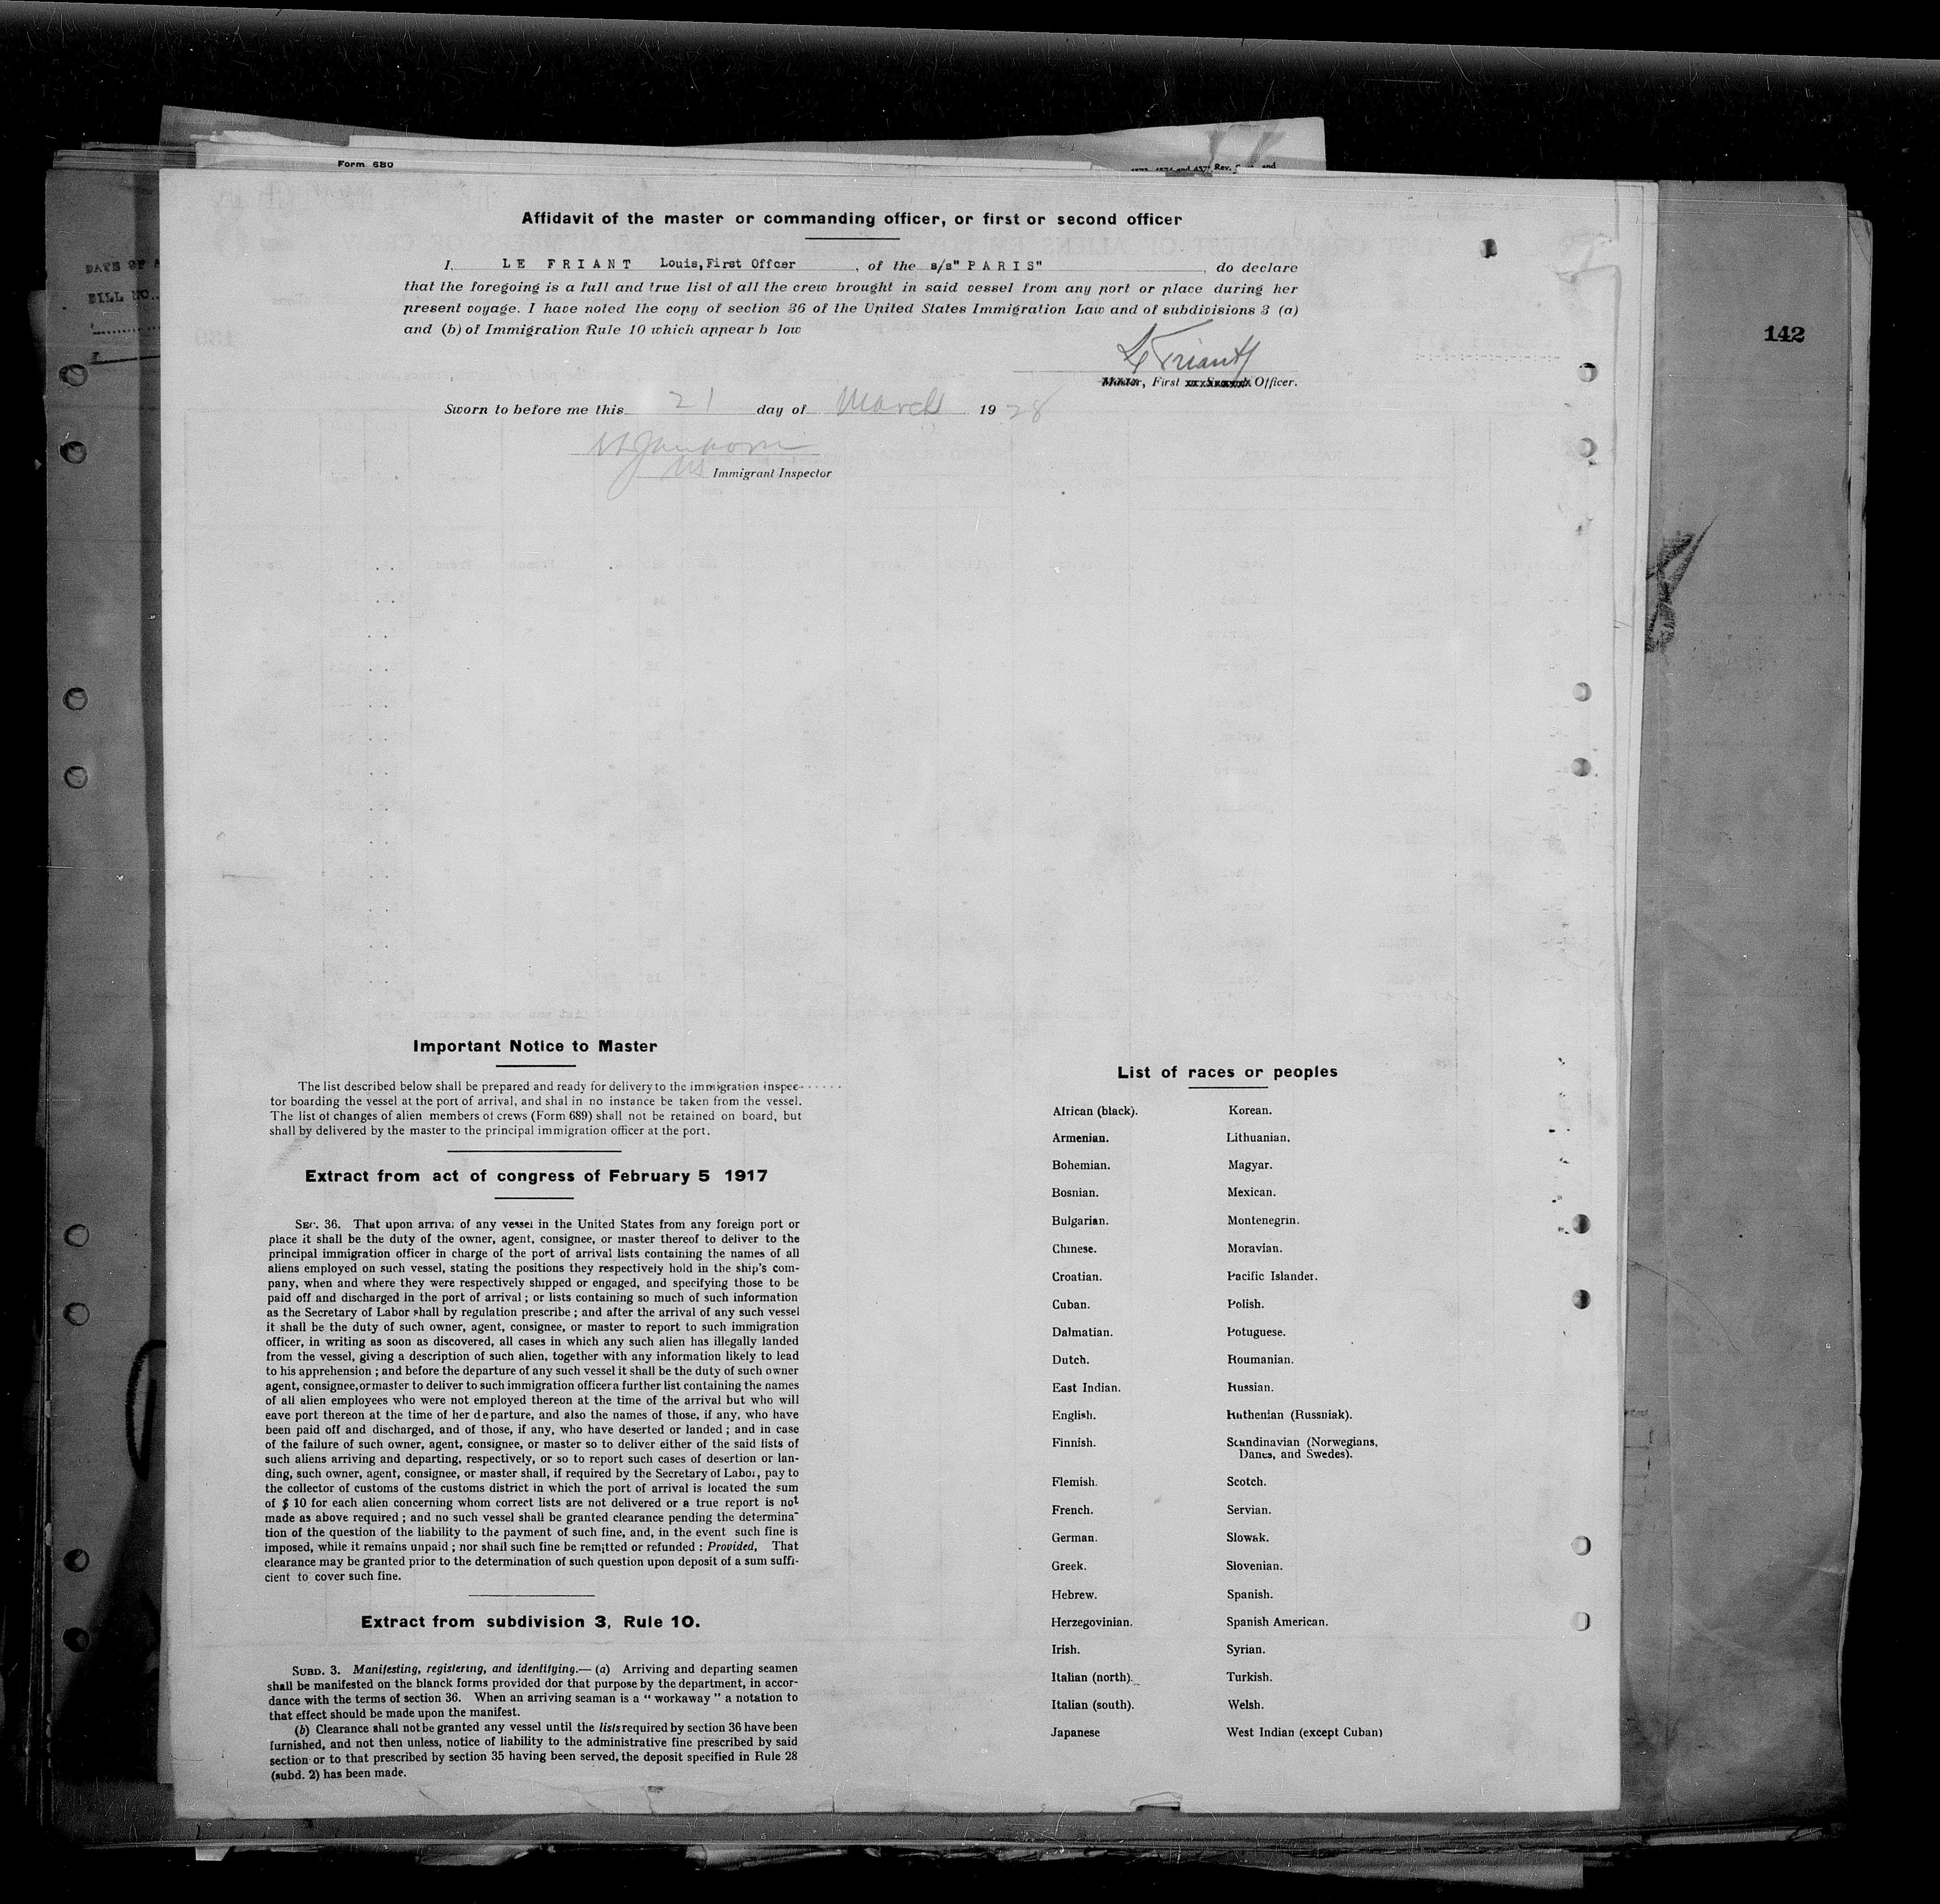 Form 680
DATE OF A
BILL NO.
142
Affidavit of the master or commanding officer, or first or second officer
I, LE FRIANT Louis,First Offcer , of the s/s" PARIS" , do declare
that the foregoing is a full and true list of all the crew brought in said vessel from any port or place during her
present voyage. I have noted the copy of section 36 of the United States Immigration Law and of subdivisions 3 (a)
and (b) of Immigration Rule 10 which appear b low
Le Friant
Master, First or Second Officer.
Sworn to before me this 21 day of March 19 28
US Immigrant Inspector
Important Notice to Master
The list described below shall be prepared and ready for delivery to the immigration inspec-
tor boarding the vessel at the port of arrival, and shal in no instance be taken from the vessel.
The list of changes of alien members of crews (Form 689) shall not be retained on board, but
shall by delivered by the master to the principal immigration officer at the port.
Extract from act of congress of February 5 1917
SEC. 36. That upon arrival of any vessel in the United States from any foreign port or
place it shall be the duty of the owner, agent, consignee, or master thereof to deliver to the
principal immigration officer in charge of the port of arrival lists containing the names of all
aliens employed on such vessel, stating the positions they respectively hold in the ship's com-
pany, when and where they were respectively shipped or engaged, and specifying those to be
paid off and discharged in the port of arrival ; or lists containing so much of such information
as the Secretary of Labor shall by regulation prescribe ; and after the arrival of any such vessel
it shall be the duty of such owner, agent, consignee, or master to report to such immigration
officer, in writing as soon as discovered, all cases in which any such alien has illegally landed
from the vessel, giving a description of such alien, together with any information likely to lead
to his apprehension ; and before the departure of any such vessel it shall be the duty of such owner
agent, consignee,or master to deliver to such immigration officer a further list containing the names
of all alien employees who were not employed thereon at the time of the arrival but who will
eave port thereon at the time of her departure, and also the names of those, if any, who have
been paid off and discharged, and of those, if any, who have deserted or landed ; and in case
of the failure of such owner, agent, consignee, or master so to deliver either of the said lists of
such aliens arriving and departing, respectively, or so to report such cases of desertion or lan-
ding, such owner, agent, consignee, or master shall, if required by the Secretary of Labor, pay to
the collector of customs of the customs district in which the port of arrival is located the sum
of $ 10 for each alien concerning whom correct lists are not delivered or a true report is not
made as above required ; and no such vessel shall be granted clearance pending the determina-
tion of the question of the liability to the payment of such fine, and, in the event such fine is
imposed, while it remains unpaid ; nor shall such fine be remitted or refunded : Provided, That
clearance may be granted prior to the determination of such question upon deposit of a sum suffi-
cient to cover such fine.
Extract from subdivision 3, Rule 10.
SUBD. 3. Manifesting, registering, and identifying.— (a) Arriving and departing seamen
shall be manifested on the blanck forms provided dor that purpose by the department, in accor-
dance with the terms of section 36. When an arriving seaman is a " workaway " a notation to
that effect should be made upon the manifest.
(b) Clearance shall not be granted any vessel until the lists required by section 36 have been
furnished, and not then unless, notice of liability to the administrative fine prescribed by said
section or to that prescribed by section 35 having been served, the deposit specified in Rule 28
(subd. 2) has been made.
List of races or peoples
African (black). Korean.
Armenian. Lithuanian.
Bohemian. Magyar.
Bosnian. Mexican.
Bulgarian. Montenegrin.
Chinese. Moravian.
Croatian. Pacific Islander.
Cuban. Polish.
Dalmatian. Potuguese.
Dutch. Roumanian.
East Indian. Russian.
English. Ruthenian (Russniak).
Finnish. Scandinavian (Norwegians,
Danes, and Swedes).
Flemish. Scotch.
French. Servian.
German. Slowak.
Greek. Slovenian.
Hebrew. Spanish.
Herzegovinian. Spanish American.
Irish. Syrian.
Italian (north). Turkish.
Italian (south). Welsh.
Japanese West Indian (except Cuban)